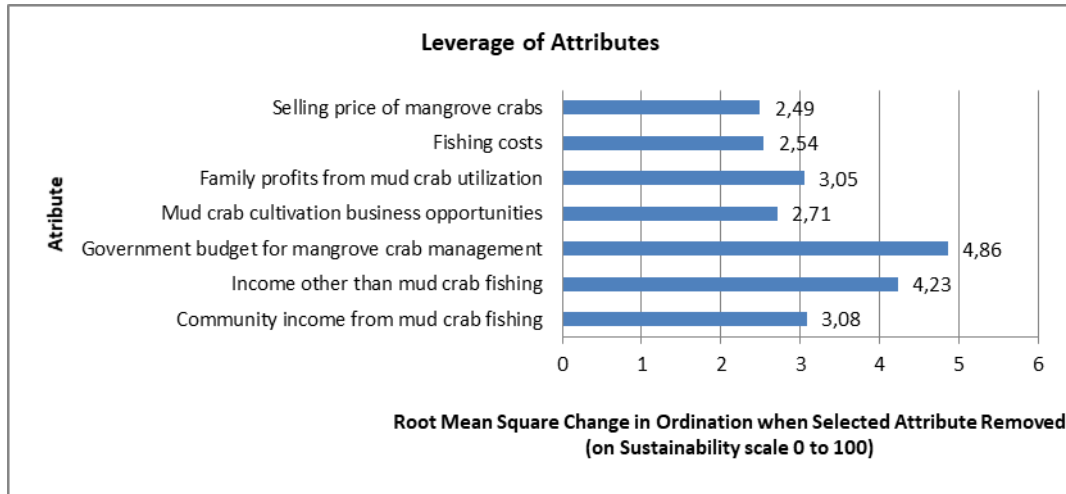 Leverage of Attributes
Atribute
Selling price of mangrove crabs
2,49
Fishing costs
2,54
Family profits from mud crab utilization
3,05
Mud crab cultivation business opportunities
2,71
Government budget for mangrove crab management
4,86
Income other than mud crab fishing
4,23
Community income from mud crab fishing
3,08
0 1 2 3 4 5 6
Root Mean Square Change in Ordination when Selected Attribute Removed
(on Sustainability scale 0 to 100)